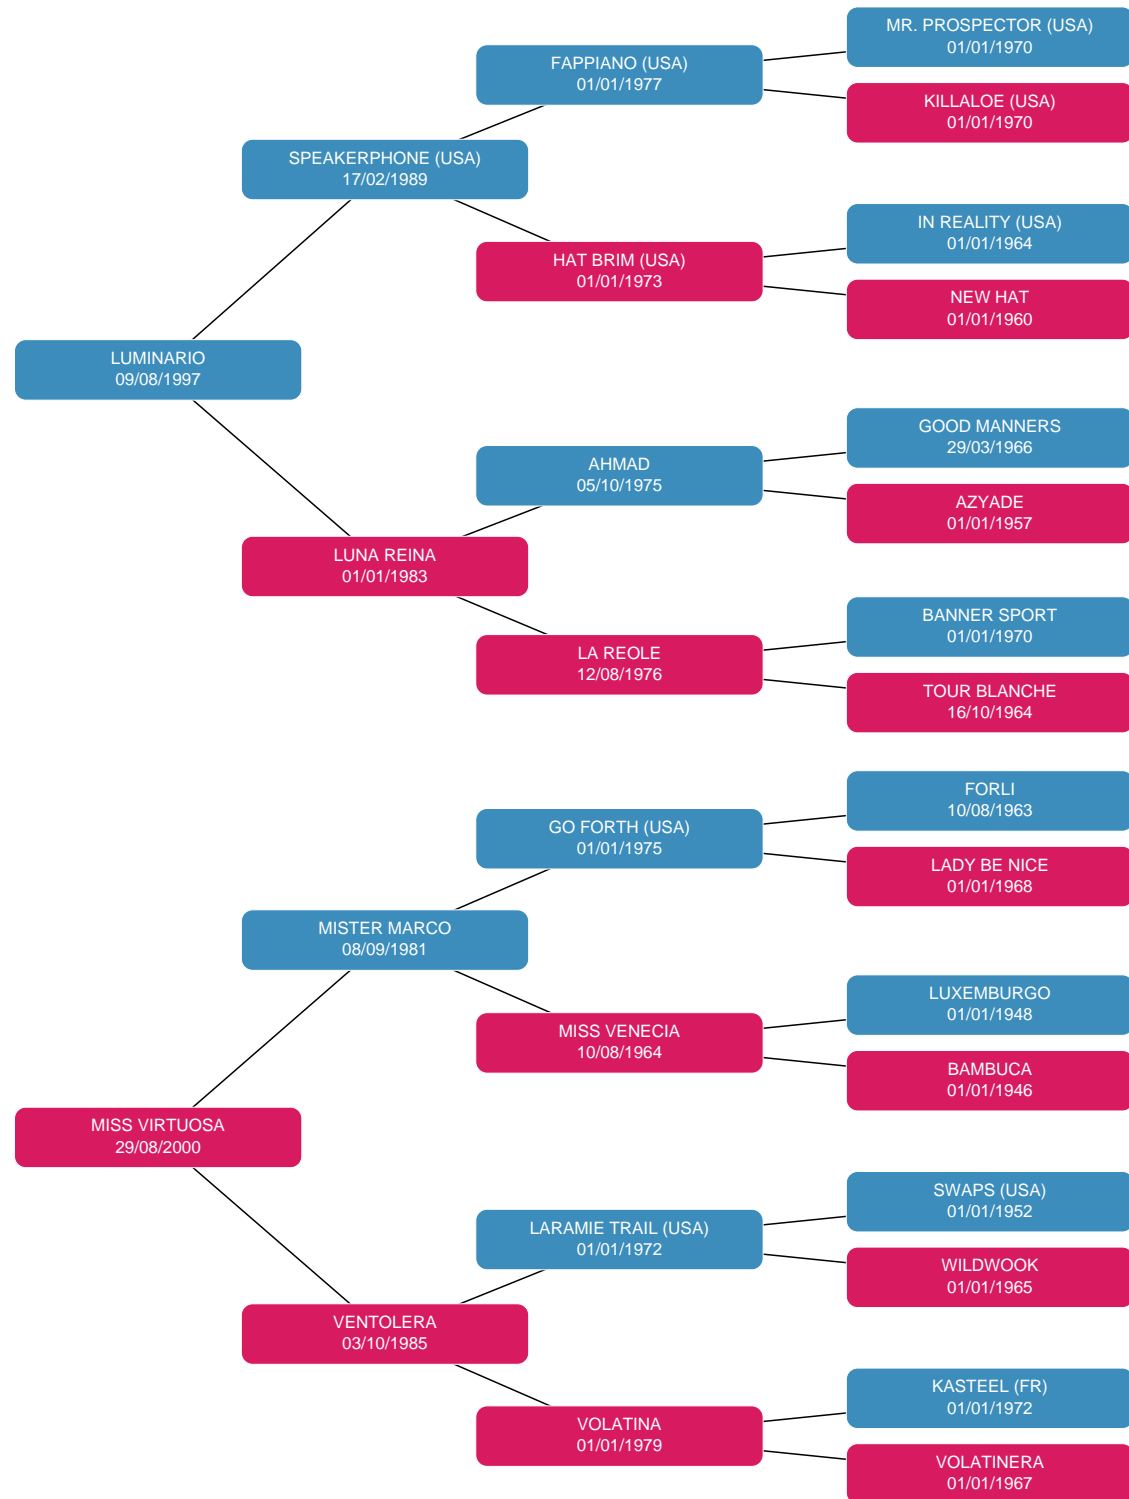 MR. PROSPECTOR (USA)
01/01/1970
FAPPIANO (USA)
01/01/1977
KILLALOE (USA)
01/01/1970
SPEAKERPHONE (USA)
17/02/1989
IN REALITY (USA)
01/01/1964
HAT BRIM (USA)
01/01/1973
NEW HAT
01/01/1960
LUMINARIO
09/08/1997
GOOD MANNERS
29/03/1966
AHMAD
05/10/1975
AZYADE
01/01/1957
LUNA REINA
01/01/1983
BANNER SPORT
01/01/1970
LA REOLE
12/08/1976
TOUR BLANCHE
16/10/1964
FORLI
10/08/1963
GO FORTH (USA)
01/01/1975
LADY BE NICE
01/01/1968
MISTER MARCO
08/09/1981
LUXEMBURGO
01/01/1948
MISS VENECIA
10/08/1964
BAMBUCA
01/01/1946
MISS VIRTUOSA
29/08/2000
SWAPS (USA)
01/01/1952
LARAMIE TRAIL (USA)
01/01/1972
WILDWOOK
01/01/1965
VENTOLERA
03/10/1985
KASTEEL (FR)
01/01/1972
VOLATINA
01/01/1979
VOLATINERA
01/01/1967